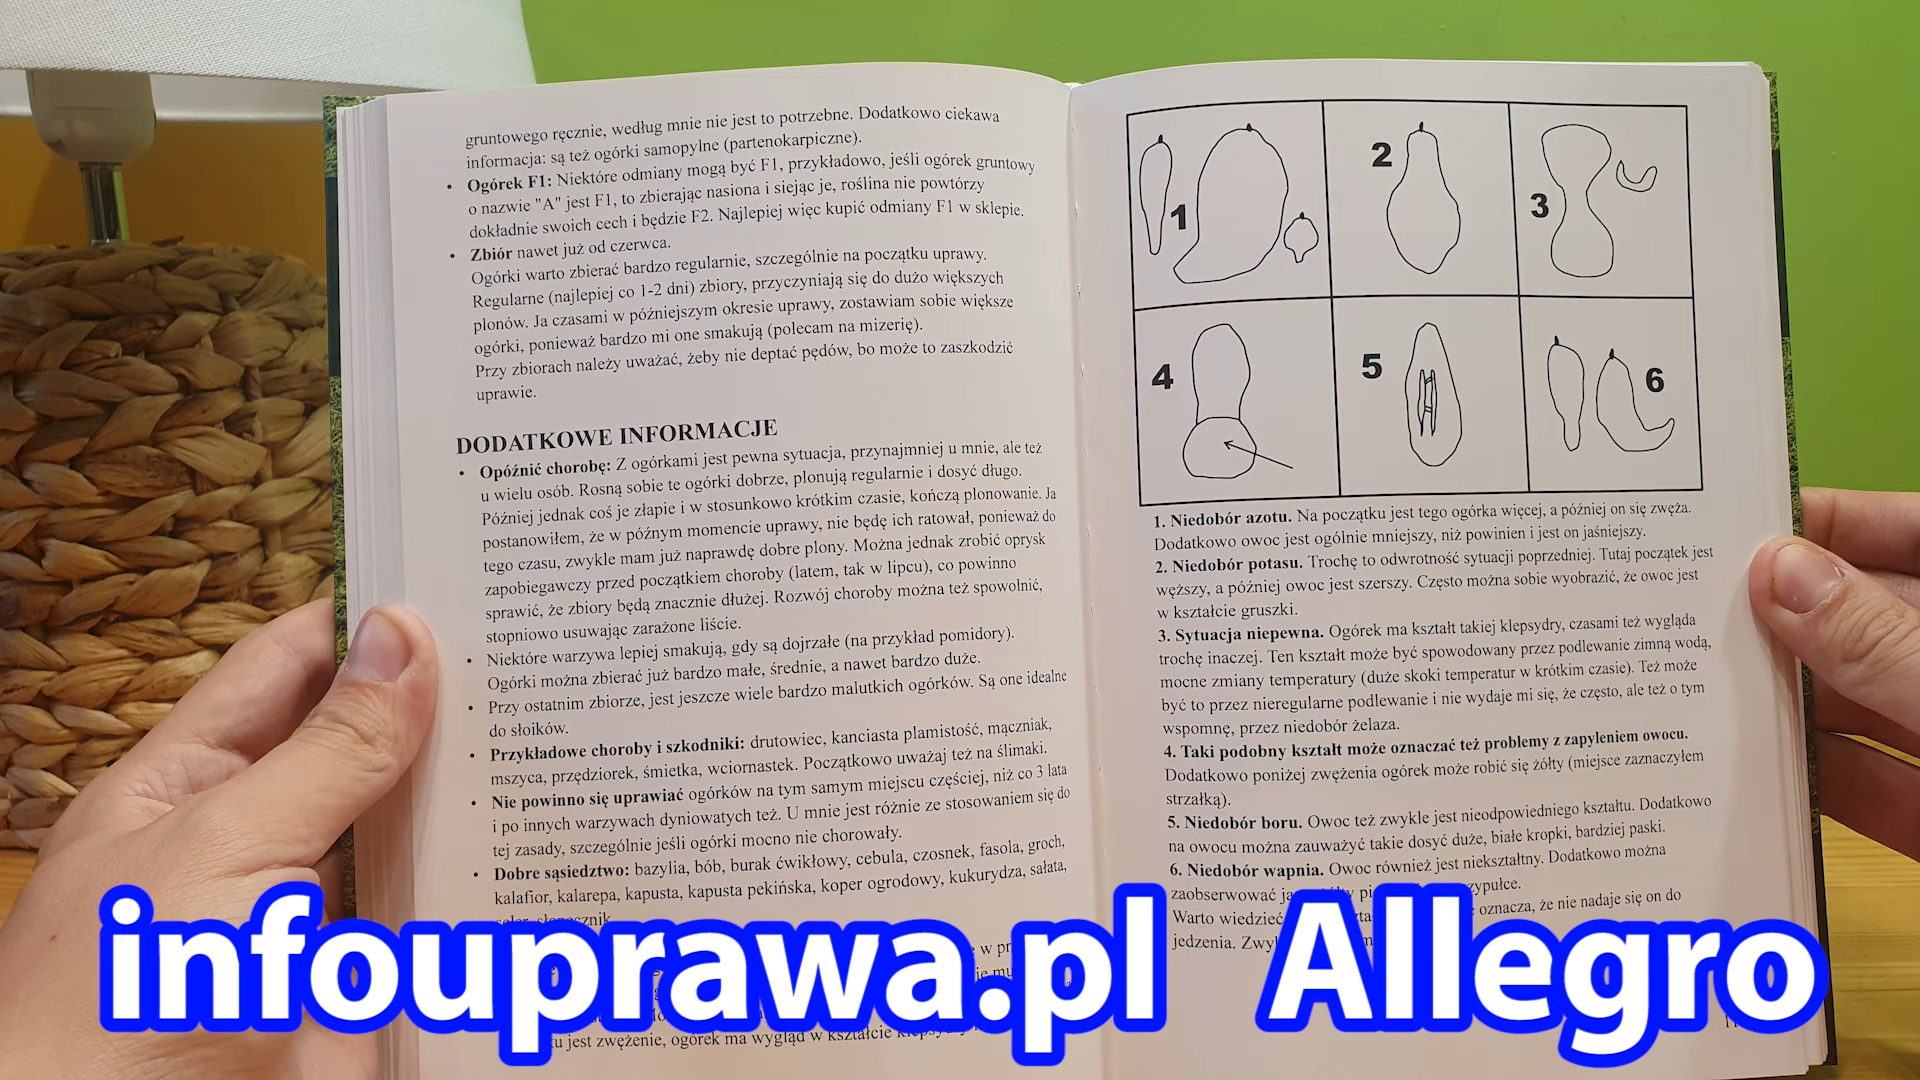 gruntowego ręcznie, według mnie nie jest to potrzebne. Dodatkowo ciekawa
informacja: są też ogórki samopylne (partenokarpiczne).
• Ogórek F1: Niektóre odmiany mogą być F1, przykładowo, jeśli ogórek gruntowy
o nazwie "A" jest F1, to zbierając nasiona i siejąc je, roślina nie powtórzy
dokładnie swoich cech i będzie F2. Najlepiej więc kupić odmiany F1 w sklepie.
• Zbiór nawet już od czerwca.
Ogórki warto zbierać bardzo regularnie, szczególnie na początku uprawy.
Regularne (najlepiej co 1-2 dni) zbiory, przyczyniają się do dużo większych
plonów. Ja czasami w późniejszym okresie uprawy, zostawiam sobie większe
ogórki, ponieważ bardzo mi one smakują (polecam na mizerię).
Przy zbiorach należy uważać, żeby nie deptać pędów, bo może to zaszkodzić
uprawie.
DODATKOWE INFORMACJE
• Opóźnić chorobę: Z ogórkami jest pewna sytuacja, przynajmniej u mnie, ale też
u wielu osób. Rosną sobie te ogórki dobrze, plonują regularnie i dosyć długo.
Później jednak coś je złapie i w stosunkowo krótkim czasie, kończą plonowanie. Ja
postanowiłem, że w późnym momencie uprawy, nie będę ich ratował, ponieważ do
tego czasu, zwykle mam już naprawdę dobre plony. Można jednak zrobić oprysk
zapobiegawczy przed początkiem choroby (latem, tak w lipcu), co powinno
sprawić, że zbiory będą znacznie dłużej. Rozwój choroby można też spowolnić,
stopniowo usuwając zarażone liście.
• Niektóre warzywa lepiej smakują, gdy są dojrzałe (na przykład pomidory).
Ogórki można zbierać już bardzo małe, średnie, a nawet bardzo duże.
• Przy ostatnim zbiorze, jest jeszcze wiele bardzo malutkich ogórków. Są one idealne
do słoików.
• Przykładowe choroby i szkodniki: drutowiec, kanciasta plamistość, mączniak,
mszyca, przędziorek, śmietka, wciornastek. Początkowo uważaj też na ślimaki.
• Nie powinno się uprawiać ogórków na tym samym miejscu częściej, niż co 3 lata
i po innych warzywach dyniowatych też. U mnie jest różnie ze stosowaniem się do
tej zasady, szczególnie jeśli ogórki mocno nie chorowały.
• Dobre sąsiedztwo: bazylia, bób, burak ćwikłowy, cebula, czosnek, fasola, groch,
kalafior, kalarepa, kapusta, kapusta pekińska, koper ogrodowy, kukurydza, sałata,
jest zwężenie, ogórek ma wygląd w kształcie
1
2
3
4
5
6
1. Niedobór azotu. Na początku jest tego ogórka więcej, a później on się zwęża.
Dodatkowo owoc jest ogólnie mniejszy, niż powinien i jest on jaśniejszy.
2. Niedobór potasu. Trochę to odwrotność sytuacji poprzedniej. Tutaj początek jest
węższy, a później owoc jest szerszy. Często można sobie wyobrazić, że owoc jest
w kształcie gruszki.
3. Sytuacja niepewna. Ogórek ma kształt takiej klepsydry, czasami też wygląda
trochę inaczej. Ten kształt może być spowodowany przez podlewanie zimną wodą,
mocne zmiany temperatury (duże skoki temperatur w krótkim czasie). Też może
być to przez nieregularne podlewanie i nie wydaje mi się, że często, ale też o tym
wspomnę, przez niedobór żelaza.
4. Taki podobny kształt może oznaczać też problemy z zapyleniem owocu.
Dodatkowo poniżej zwężenia ogórek może robić się żółty (miejsce zaznaczyłem
strzałką).
5. Niedobór boru. Owoc też zwykle jest nieodpowiedniego kształtu. Dodatkowo
na owocu można zauważyć takie dosyć duże, białe kropki, bardziej paski.
6. Niedobór wapnia. Owoc również jest niekształtny. Dodatkowo można
zaobserwować
Warto wiedzieć oznacza, że nie nadaje się on do
jedzenia.
infouprawa.pl Allegro